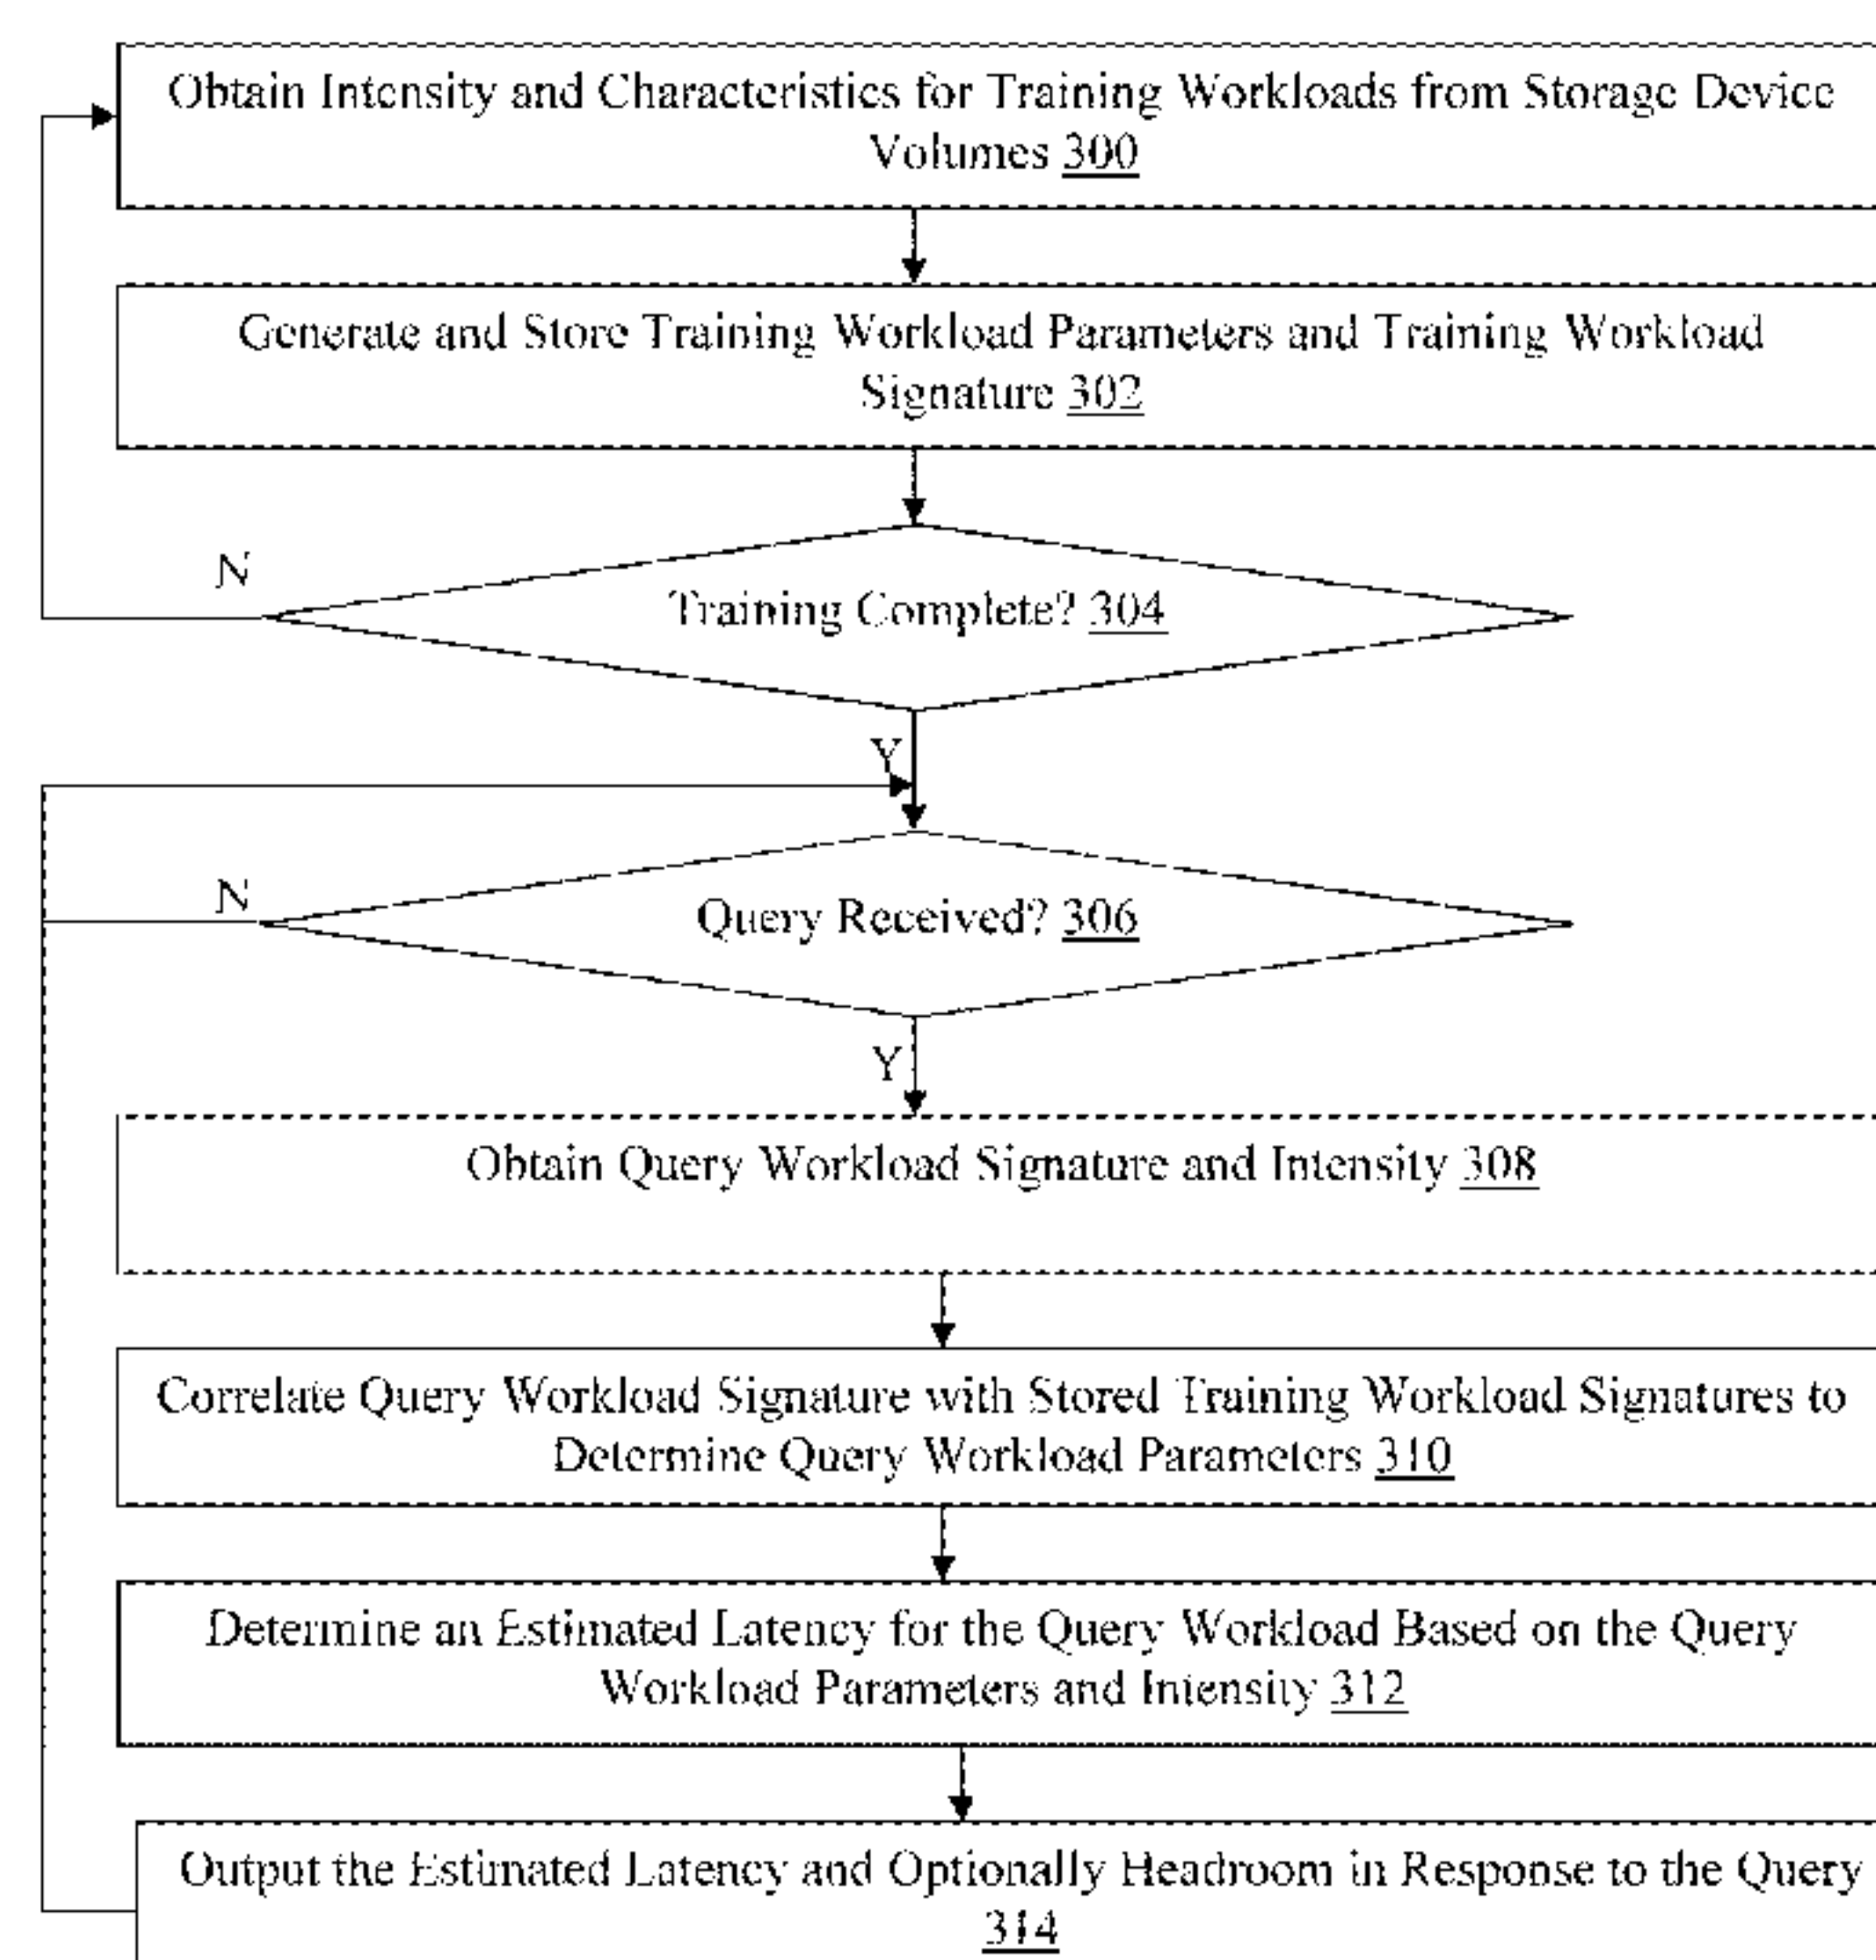 Obtain Intensity and Characteristics for Training Workloads from Storage Device
Volumes 300
Generate and Store Training Workload Parameters and Training Workload
Signature 302
N
Training Complete? 304
Y
N
Query Received? 306
Y
Obtain Query Workload Signature and Intensity 308
Correlate Query Workload Signature with Stored Training Workload Signatures to
Determine Query Workload Parameters 310
Determine an Estimated Latency for the Query Workload Based on the Query
Workload Parameters and Intensity 312
Output the Estimated Latency and Optionally Headroom in Response to the Query
314